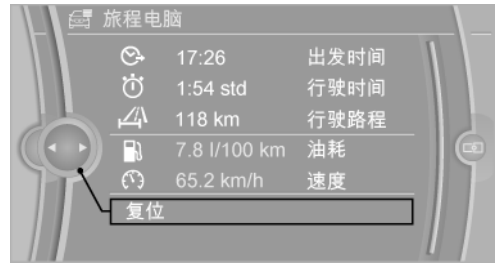 旅程电脑
17:26 出发时间
1:54 std 行驶时间
118 km 行驶路程
7.8 l/100 km 油耗
65.2 km/h 速度
复位